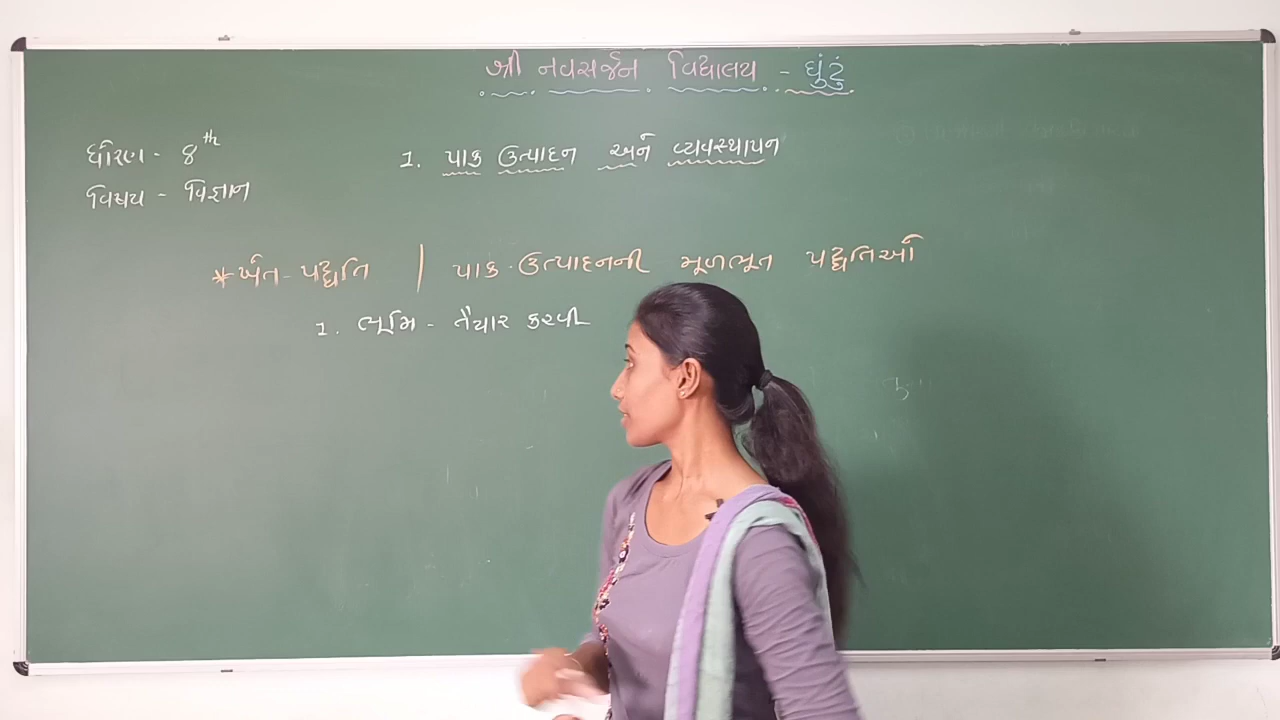 શ્રી નવસર્જન વિદ્યાલય - ઘુંટું
ધોરણ - 8th
વિષય - વિજ્ઞાન
1. પાક ઉત્પાદન અને વ્યવસ્થાપન
* ખેત - પદ્ધતિ | પાક - ઉત્પાદનની મૂળભૂત પદ્ધતિઓ
1. ભૂમિ - તૈયાર કરવી